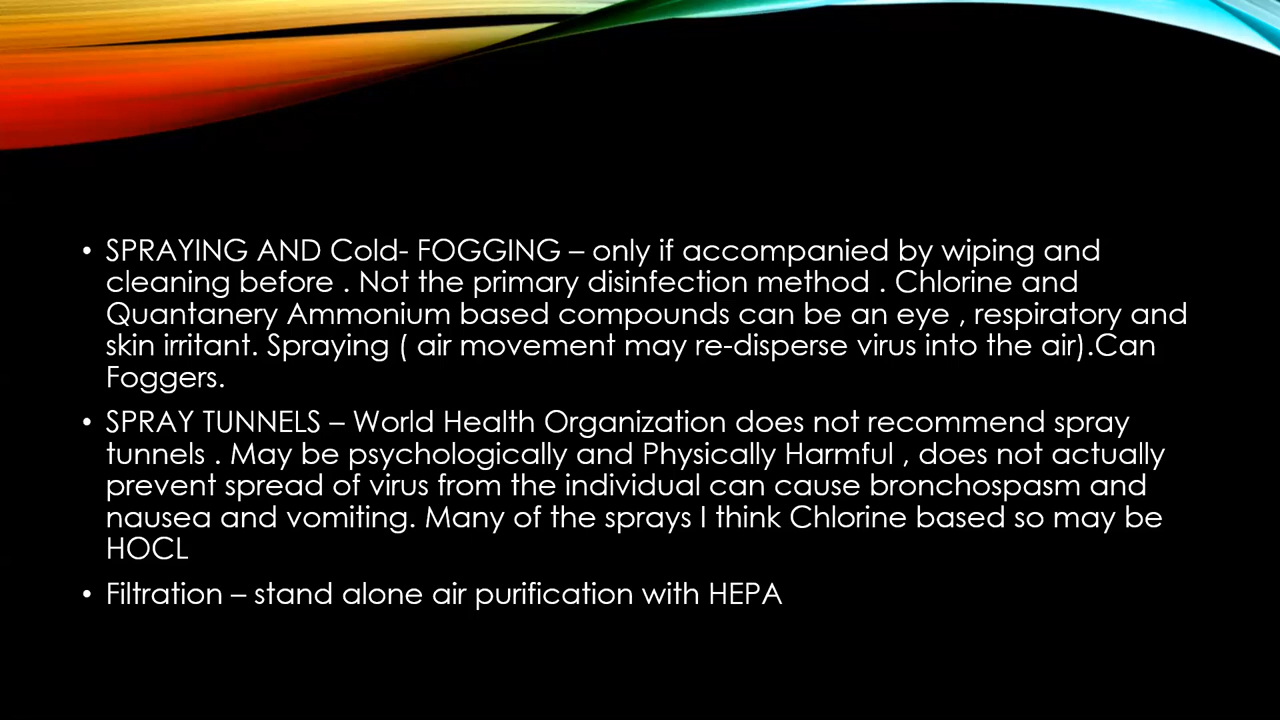 • SPRAYING AND Cold- FOGGING – only if accompanied by wiping and
cleaning before . Not the primary disinfection method . Chlorine and
Quantanery Ammonium based compounds can be an eye , respiratory and
skin irritant. Spraying ( air movement may re-disperse virus into the air).Can
Foggers.
• SPRAY TUNNELS – World Health Organization does not recommend spray
tunnels . May be psychologically and Physically Harmful , does not actually
prevent spread of virus from the individual can cause bronchospasm and
nausea and vomiting. Many of the sprays I think Chlorine based so may be
HOCL
• Filtration – stand alone air purification with HEPA